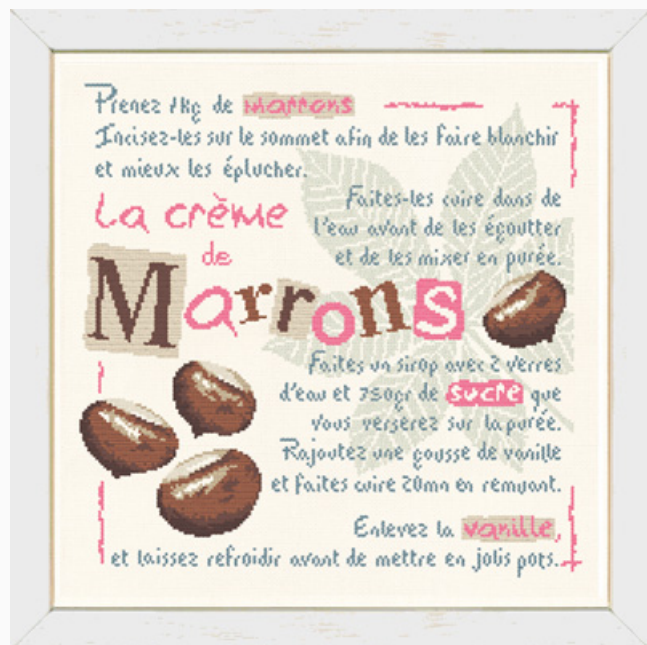 Prenez 1kg de marrons
Incisez-les sur le sommet afin de les faire blanchir
et mieux les éplucher.
La crème
de
Marrons
Faites-les cuire dans de
l'eau avant de les égoutter
et de les mixer en purée.
Faites un sirop avec 2 verres
d'eau et 750gr de sucre que
vous verserez sur la purée.
Rajoutez une gousse de vanille
et faites cuire 20mn en remuant.
Enlevez la vanille,
et laissez refroidir avant de mettre en jolis pots.